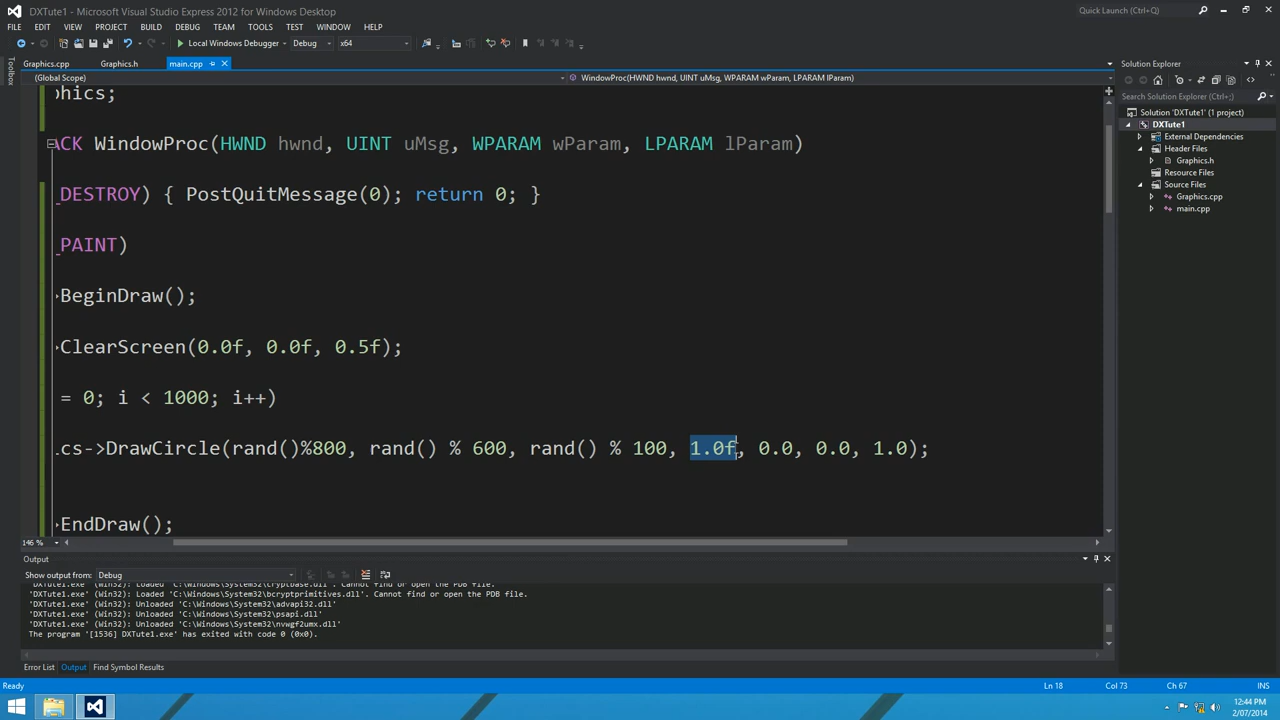 DXTute1 - Microsoft Visual Studio Express 2012 for Windows Desktop
Quick Launch (Ctrl+Q)
FILE EDIT VIEW PROJECT BUILD DEBUG TEAM TOOLS TEST WINDOW HELP
Local Windows Debugger Debug x64
Toolbox
Graphics.cpp Graphics.h main.cpp
(Global Scope) WindowProc(HWND hwnd, UINT uMsg, WPARAM wParam, LPARAM lParam)
phics;
ACK WindowProc(HWND hwnd, UINT uMsg, WPARAM wParam, LPARAM lParam)
_DESTROY) { PostQuitMessage(0); return 0; }
_PAINT)
BeginDraw();
ClearScreen(0.0f, 0.0f, 0.5f);
= 0; i < 1000; i++)
cs->DrawCircle(rand()%800, rand() % 600, rand() % 100, 1.0f, 0.0, 0.0, 1.0);
EndDraw();
146 %
Solution Explorer
Search Solution Explorer (Ctrl+;)
Solution 'DXTute1' (1 project)
DXTute1
External Dependencies
Header Files
Graphics.h
Resource Files
Source Files
Graphics.cpp
main.cpp
Output
Show output from: Debug
'DXTute1.exe' (Win32): Loaded 'C:\Windows\System32\cryptbase.dll'. Cannot find or open the PDB file.
'DXTute1.exe' (Win32): Loaded 'C:\Windows\System32\bcryptprimitives.dll'. Cannot find or open the PDB file.
'DXTute1.exe' (Win32): Unloaded 'C:\Windows\System32\advapi32.dll'
'DXTute1.exe' (Win32): Unloaded 'C:\Windows\System32\psapi.dll'
'DXTute1.exe' (Win32): Unloaded 'C:\Windows\System32\nvwgf2umx.dll'
The program '[1536] DXTute1.exe' has exited with code 0 (0x0).
Error List Output Find Symbol Results
Ready Ln 18 Col 73 Ch 67 INS
12:44 PM
2/07/2014